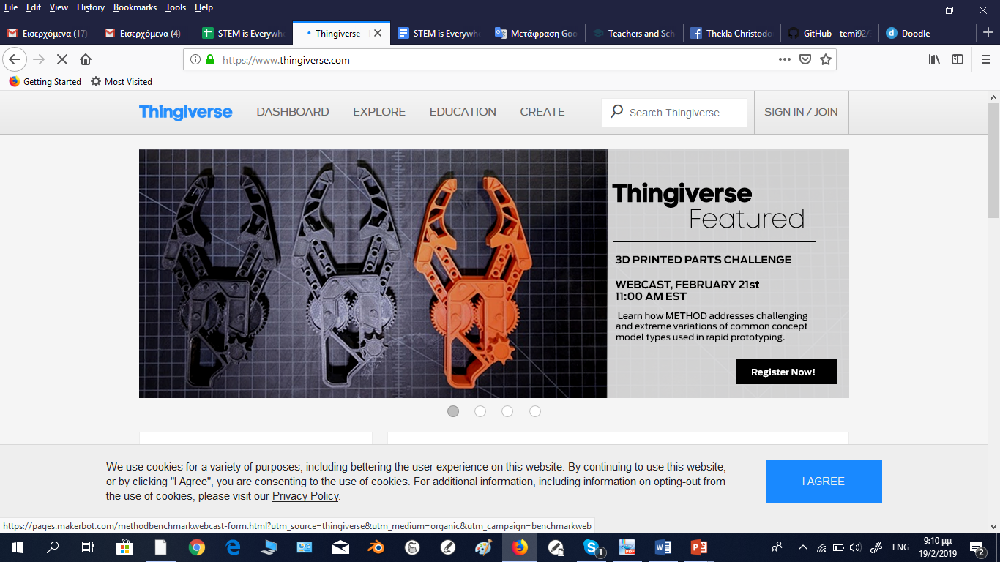 File Edit View History Bookmarks Tools Help
Εισερχόμενα (17)
Εισερχόμενα (4) -
STEM is Everywhe
Thingiverse -
STEM is Everywhe
Μετάφραση Goo
Teachers and Sch
Thekla Christodo
GitHub - temi92/
Doodle
https://www.thingiverse.com
Getting Started Most Visited
Thingiverse DASHBOARD EXPLORE EDUCATION CREATE Search Thingiverse SIGN IN / JOIN
Thingiverse
Featured
3D PRINTED PARTS CHALLENGE
WEBCAST, FEBRUARY 21st
11:00 AM EST
Learn how METHOD addresses challenging
and extreme variations of common concept
model types used in rapid prototyping.
Register Now!
We use cookies for a variety of purposes, including bettering the user experience on this website. By continuing to use this website,
or by clicking "I Agree", you are consenting to the use of cookies. For additional information, including information on opting-out from
the use of cookies, please visit our Privacy Policy.
I AGREE
https://pages.makerbot.com/methodbenchmarkwebcast-form.html?utm_source=thingiverse&utm_medium=organic&utm_campaign=benchmarkweb
1
ENG
9:10 μμ
19/2/2019
2